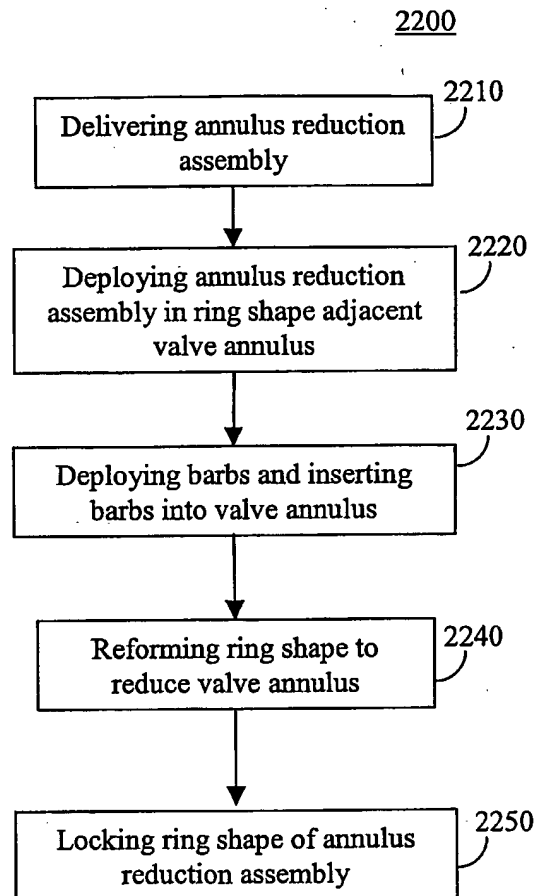 2200
2210
Delivering annulus reduction
assembly
2220
Deploying annulus reduction
assembly in ring shape adjacent
valve annulus
2230
Deploying barbs and inserting
barbs into valve annulus
2240
Reforming ring shape to
reduce valve annulus
2250
Locking ring shape of annulus
reduction assembly